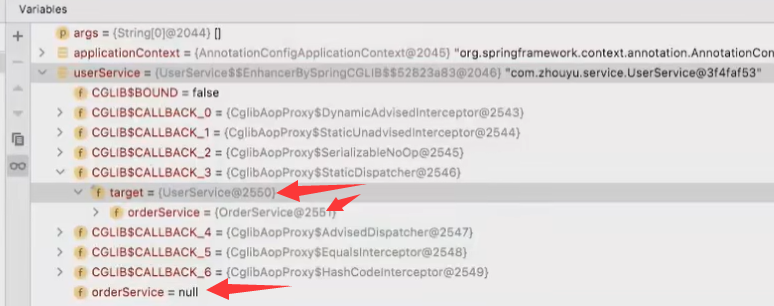 Variables
args = {String[0]@2044} []
applicationContext = {AnnotationConfigApplicationContext@2045} "org.springframework.context.annotation.AnnotationCon
userService = {UserService$$EnhancerBySpringCGLIB$$52823a83@2046} "com.zhouyu.service.UserService@3f4faf53"
CGLIB$BOUND = false
CGLIB$CALLBACK_0 = {CglibAopProxy$DynamicAdvisedInterceptor@2543}
CGLIB$CALLBACK_1 = {CglibAopProxy$StaticUnadvisedInterceptor@2544}
CGLIB$CALLBACK_2 = {CglibAopProxy$SerializableNoOp@2545}
CGLIB$CALLBACK_3 = {CglibAopProxy$StaticDispatcher@2546}
target = {UserService@2550}
orderService = {OrderService@2551}
CGLIB$CALLBACK_4 = {CglibAopProxy$AdvisedDispatcher@2547}
CGLIB$CALLBACK_5 = {CglibAopProxy$EqualsInterceptor@2548}
CGLIB$CALLBACK_6 = {CglibAopProxy$HashCodeInterceptor@2549}
orderService = null